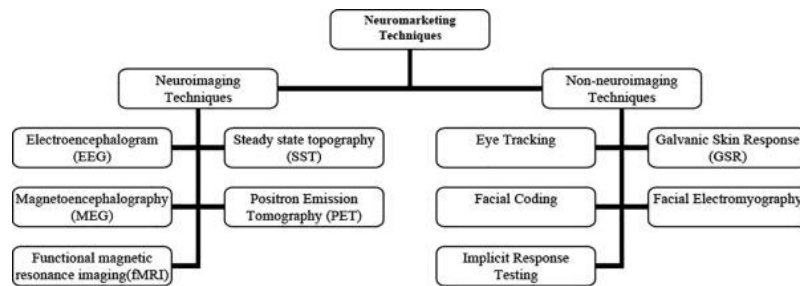 Neuromarketing
Techniques
Neuroimaging
Techniques
Non-neuroimaging
Techniques
Electroencephalogram
(EEG)
Steady state topography
(SST)
Eye Tracking
Galvanic Skin Response
(GSR)
Magnetoencephalography
(MEG)
Positron Emission
Tomography (PET)
Facial Coding
Facial Electromyography
Functional magnetic
resonance imaging(fMRI)
Implicit Response
Testing